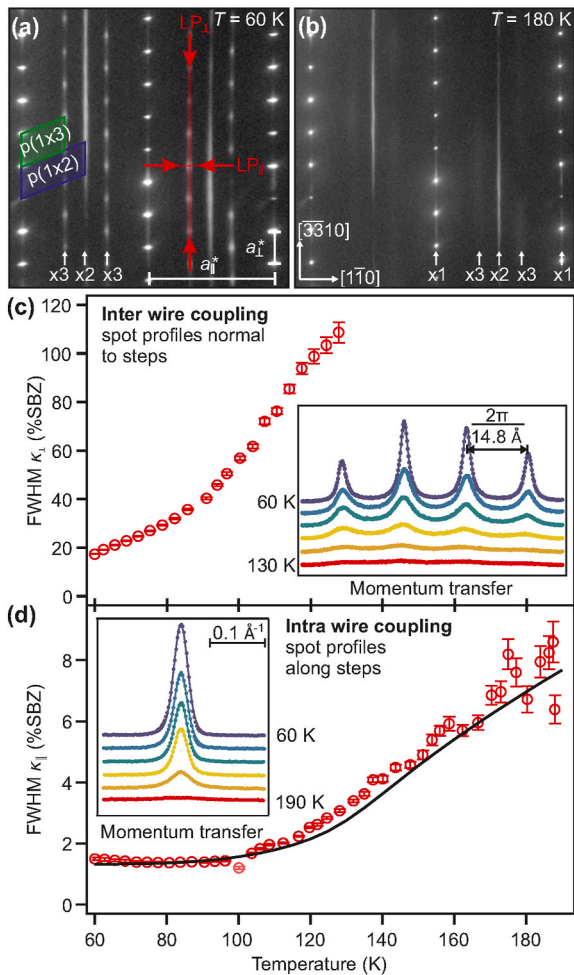 (a)
LP⊥
T = 60 K
(b)
T = 180 K
p(1x3)
p(1x2)
LP∥
[3̅3̅10]
a*⊥
a*∥
[11̅0]
x3 x2 x3
x1 x3 x2 x3 x1
(c)
120
Inter wire coupling
spot profiles normal
to steps
100
80
60
40
20
0
FWHM κ⊥ (%SBZ)
2π
14.8 Å
60 K
130 K
Momentum transfer
(d)
0.1 Å⁻¹
Intra wire coupling
spot profiles
along steps
60 K
190 K
Momentum transfer
8
6
4
2
0
FWHM κ∥ (%SBZ)
60 80 100 120 140 160 180
Temperature (K)